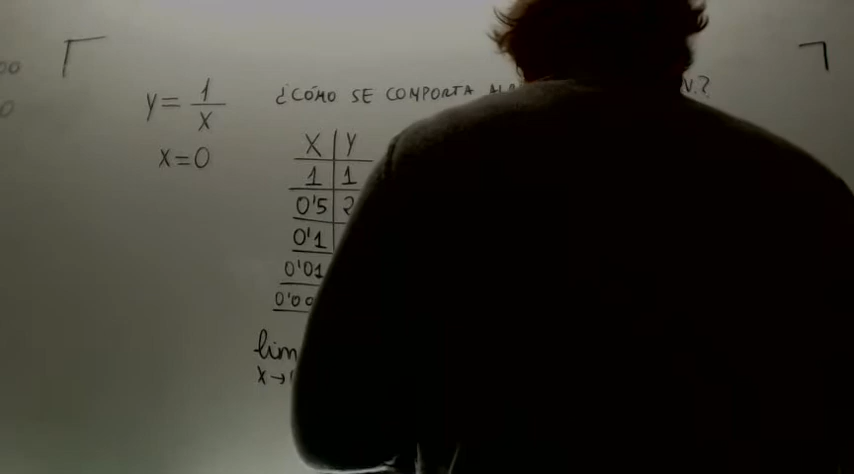 y = 1/x
x=0
¿CÓMO SE COMPORTA
X | Y
1 | 1
0'5 | 2
0'1
0'01
0'00
lim
x→